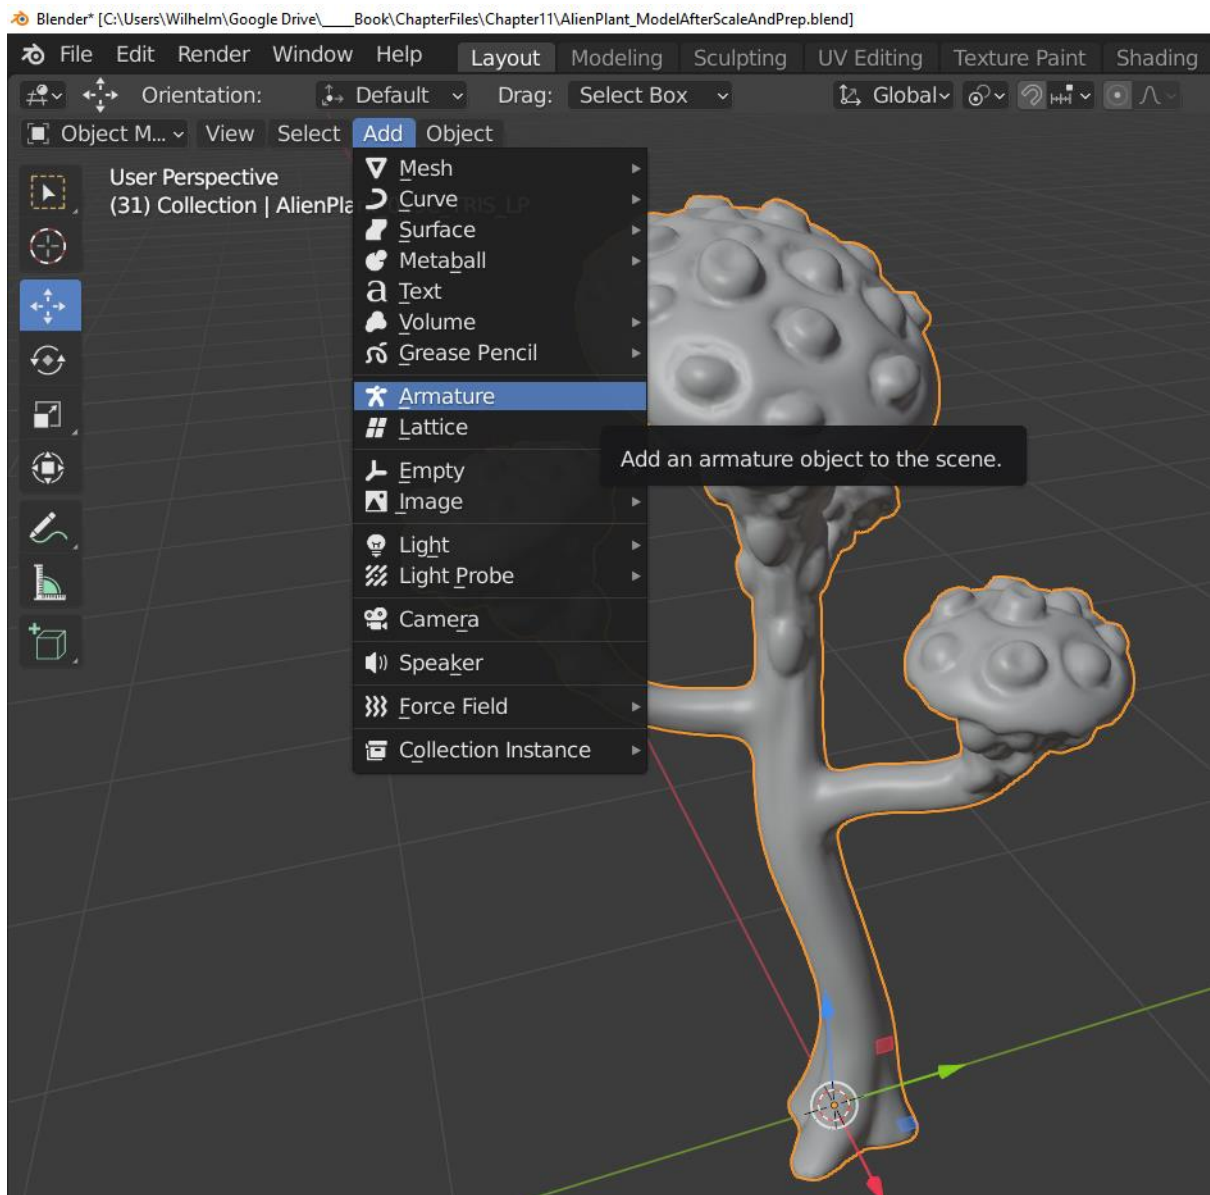 Blender* [C:\Users\Wilhelm\Google Drive\____Book\ChapterFiles\Chapter11\AlienPlant_ModelAfterScaleAndPrep.blend]
File Edit Render Window Help Layout Modeling Sculpting UV Editing Texture Paint Shading
Orientation: Default Drag: Select Box Global
Object M... View Select Add Object
User Perspective
(31) Collection | AlienPla RIS_LP
Mesh
Curve
Surface
Metaball
Text
Volume
Grease Pencil
Armature
Lattice
Add an armature object to the scene.
Empty
Image
Light
Light Probe
Camera
Speaker
Force Field
Collection Instance